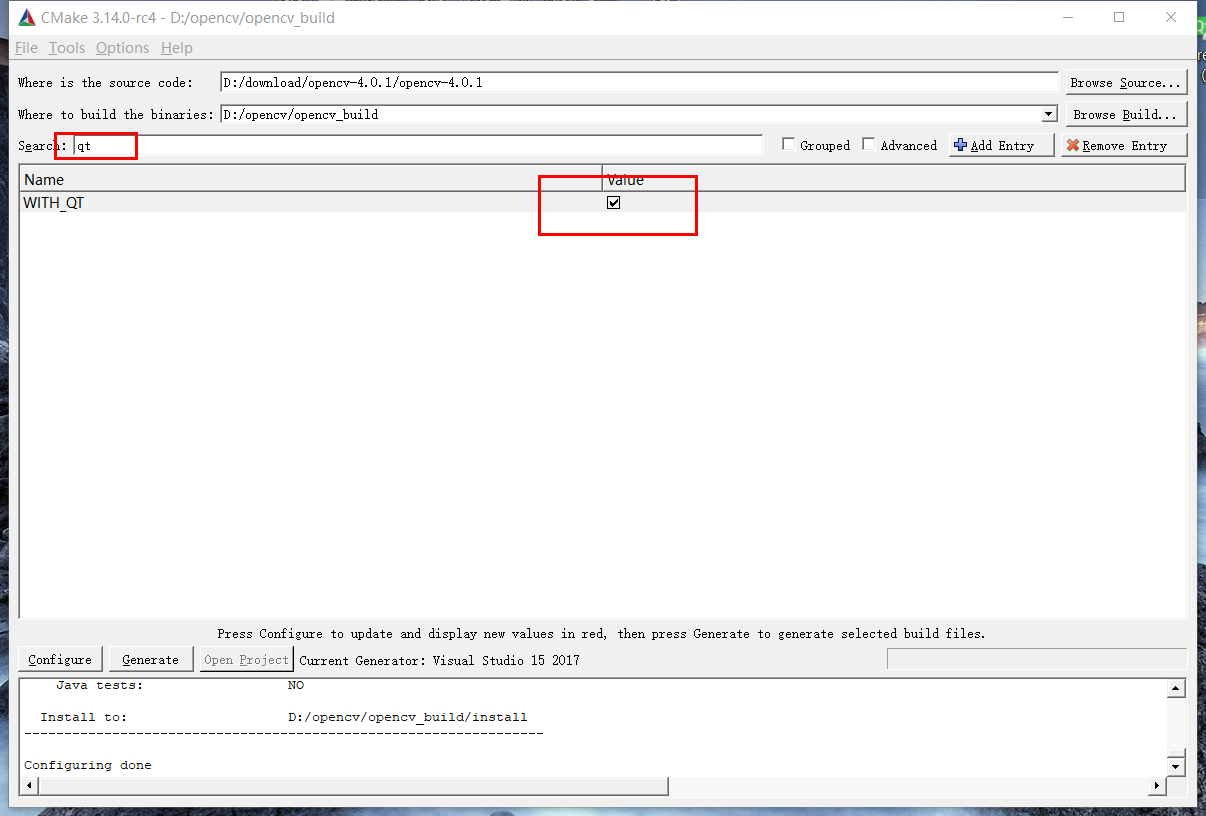 CMake 3.14.0-rc4 - D:/opencv/opencv_build
File Tools Options Help
Where is the source code: D:/download/opencv-4.0.1/opencv-4.0.1 Browse Source...
Where to build the binaries: D:/opencv/opencv_build Browse Build...
Search: qt Grouped Advanced Add Entry Remove Entry
Name Value
WITH_QT
Press Configure to update and display new values in red, then press Generate to generate selected build files.
Configure Generate Open Project Current Generator: Visual Studio 15 2017
Java tests: NO
Install to: D:/opencv/opencv_build/install
-----------------------------------------------------------------
Configuring done